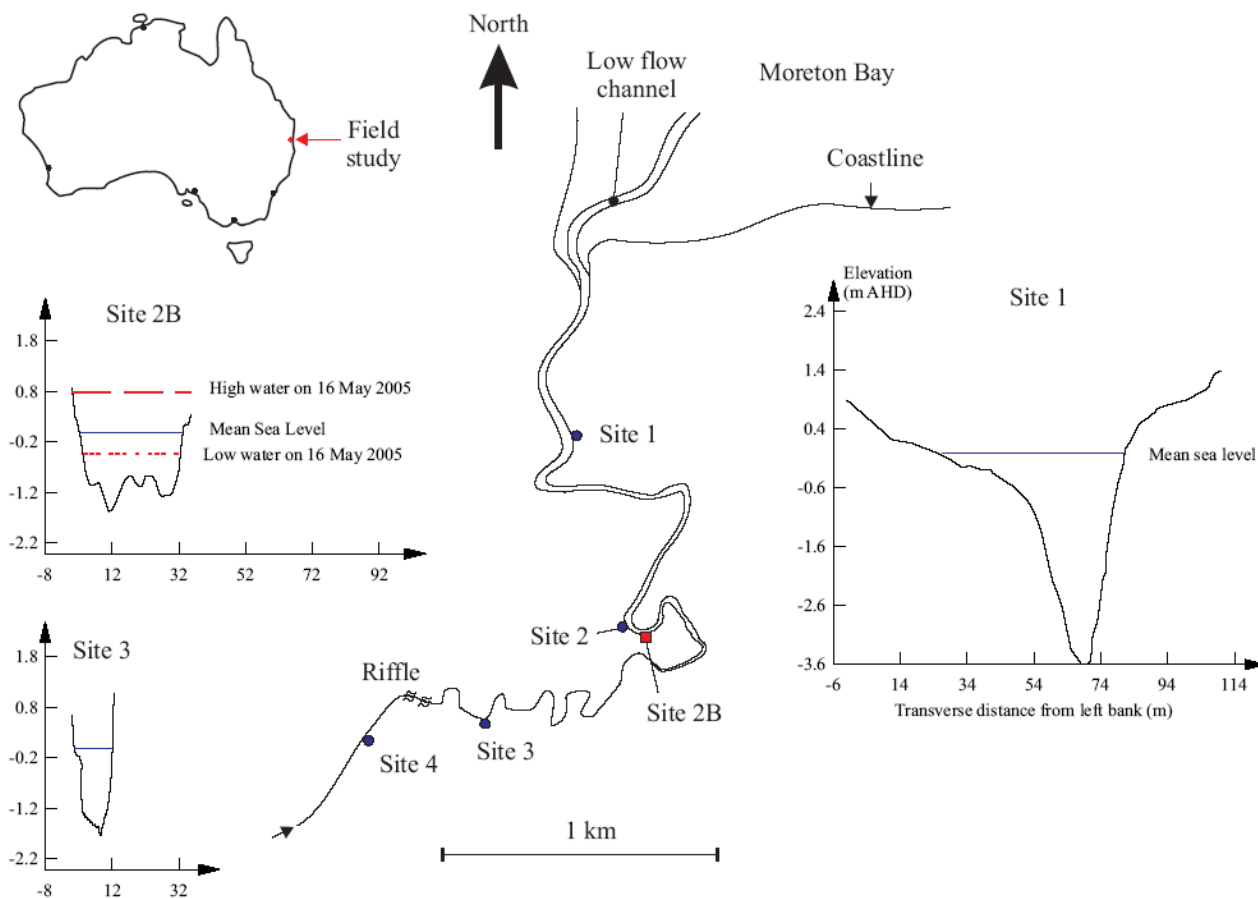 North
Low flow
channel
Moreton Bay
Field
study
Coastline
Site 2B
1.8
0.8
-0.2
-1.2
-2.2
-8
12
32
52
72
92
High water on 16 May 2005
Mean Sea Level
Low water on 16 May 2005
Elevation
(m AHD)
Site 1
2.4
1.4
0.4
-0.6
-1.6
-2.6
-3.6
-6
14
34
54
74
94
114
Mean sea level
Transverse distance from left bank (m)
Site 1
Site 2
Site 2B
Riffle
Site 3
Site 4
1 km
Site 3
1.8
0.8
-0.2
-1.2
-2.2
-8
12
32